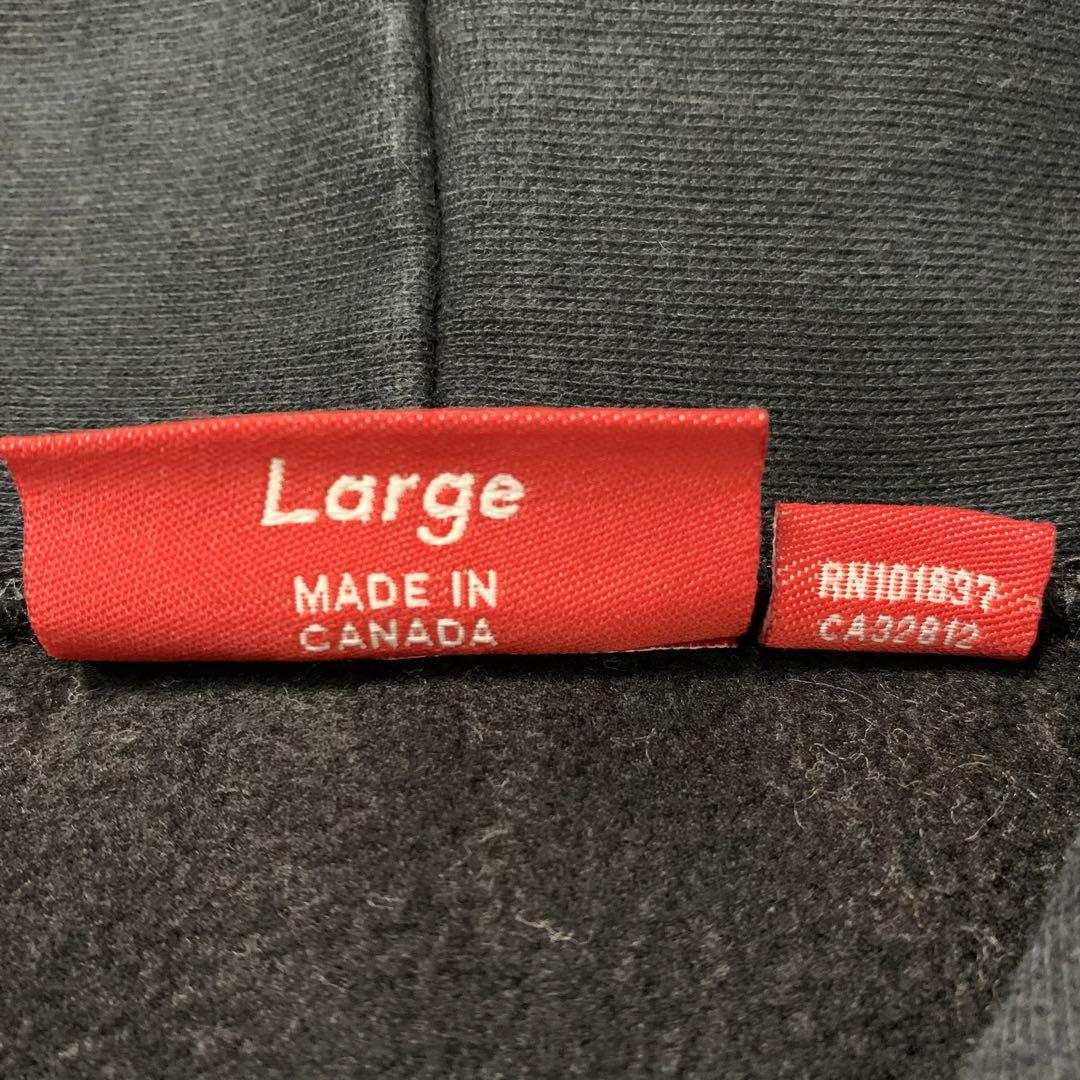 Large
MADE IN
CANADA
RN101837
CA32812